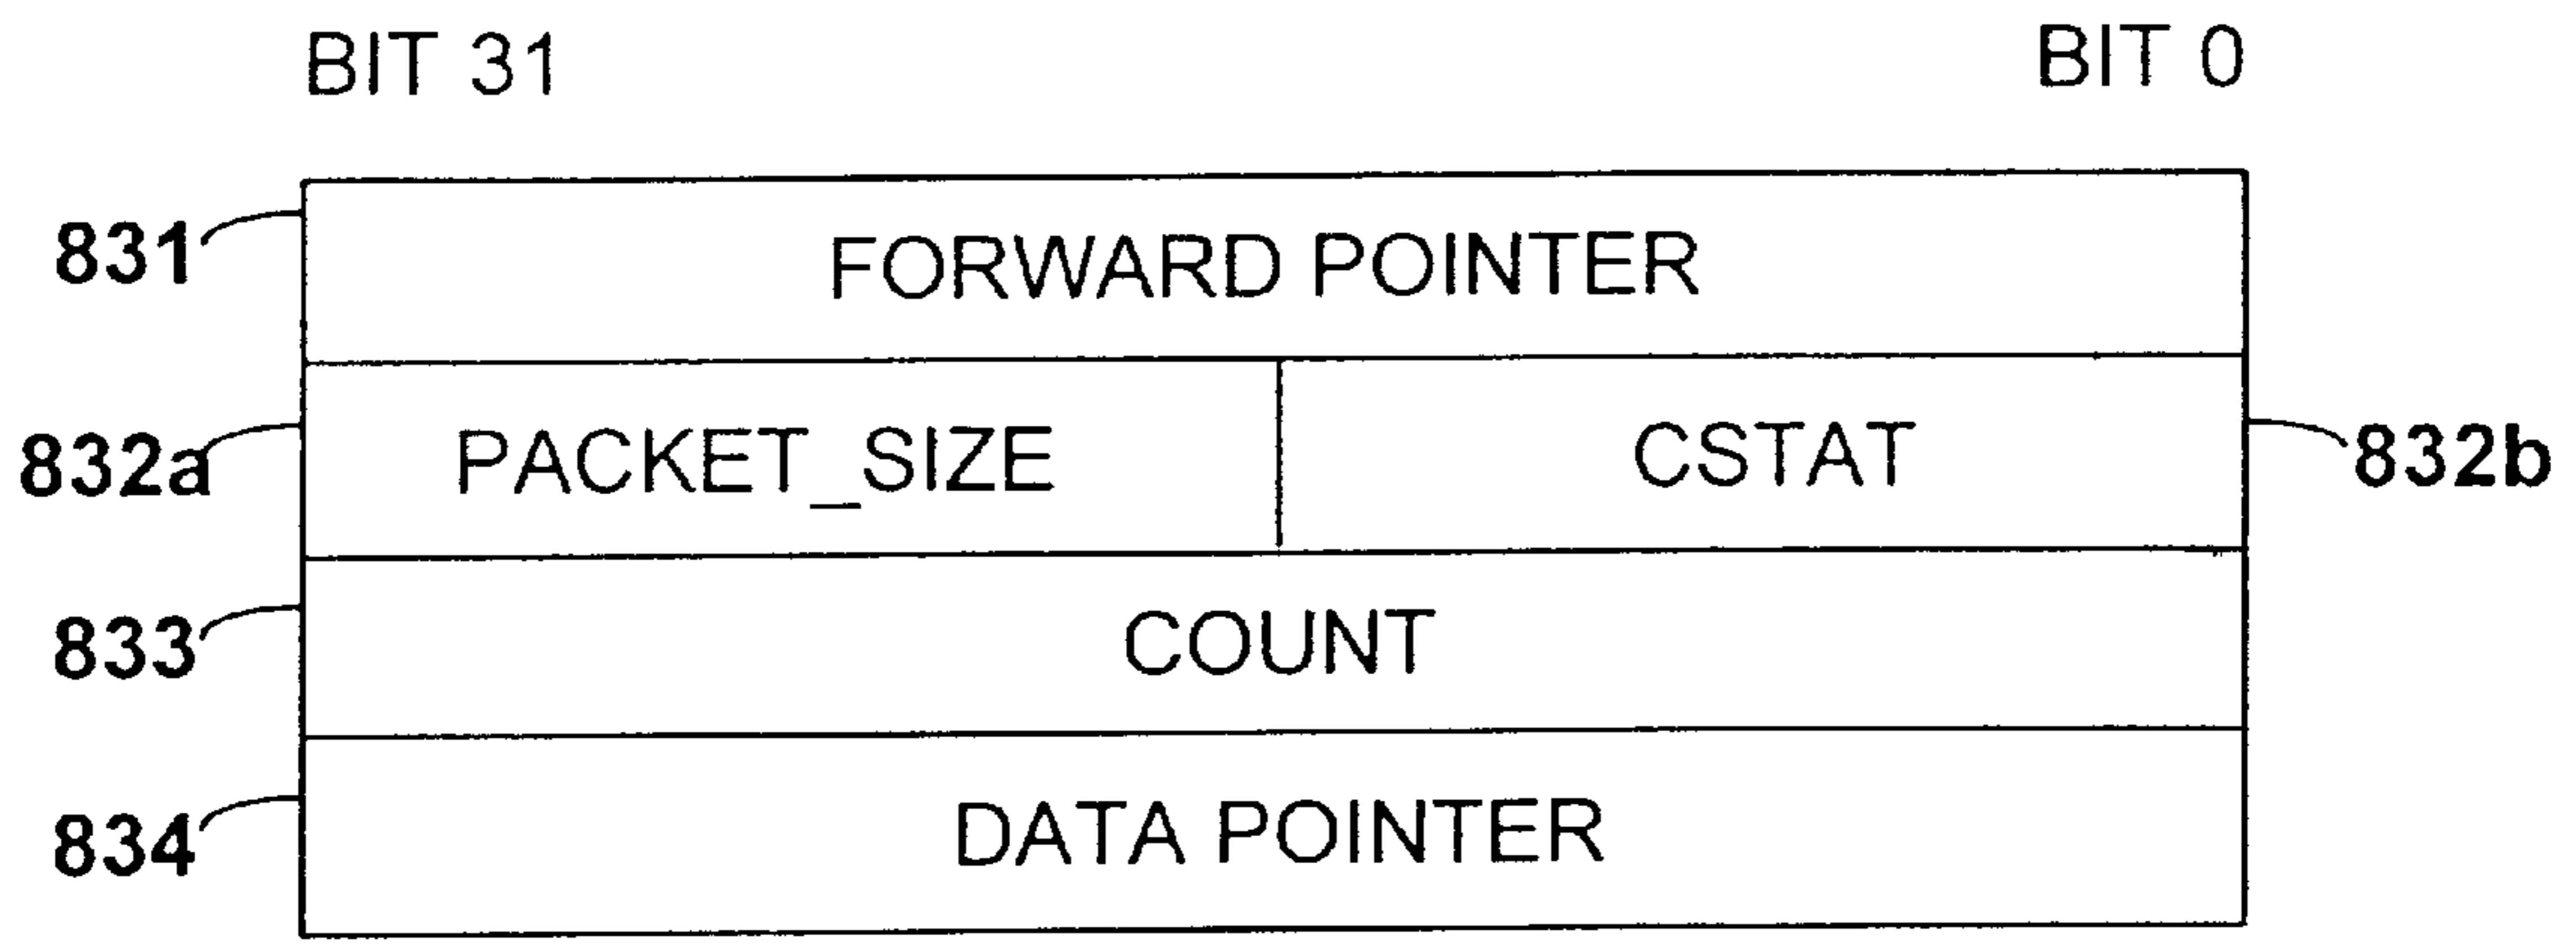 BIT 31 BIT 0
831 FORWARD POINTER
832a PACKET_SIZE CSTAT 832b
833 COUNT
834 DATA POINTER